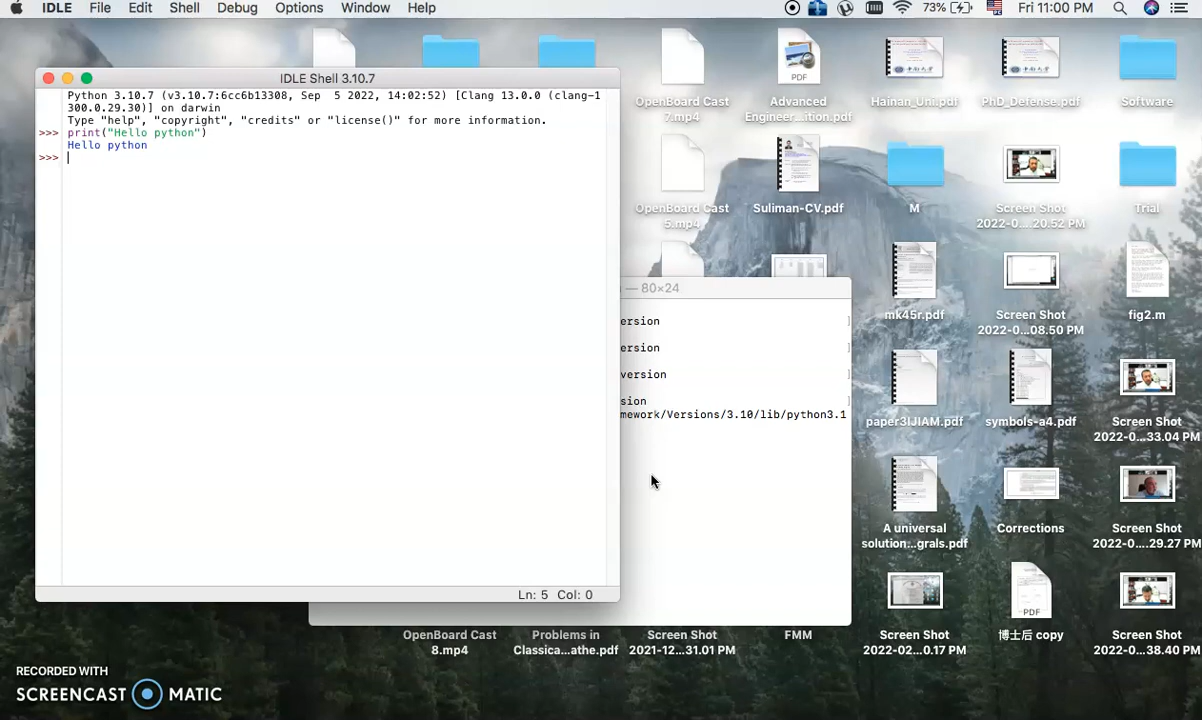 IDLE File Edit Shell Debug Options Window Help 73% Fri 11:00 PM
IDLE Shell 3.10.7
Python 3.10.7 (v3.10.7:6cc6b13308, Sep 5 2022, 14:02:52) [Clang 13.0.0 (clang-1
300.0.29.30)] on darwin
Type "help", "copyright", "credits" or "license()" for more information.
>>> print("Hello python")
Hello python
>>>
Ln: 5 Col: 0
— 80×24
ersion
ersion
version
sion
mework/Versions/3.10/lib/python3.1
OpenBoard Cast
7.mp4
PDF
Advanced
Engineer...ition.pdf
Hainan_Uni.pdf
PhD_Defense.pdf
Software
OpenBoard Cast
5.mp4
Suliman-CV.pdf
M
Screen Shot
2022-0...20.52 PM
Trial
mk45r.pdf
Screen Shot
2022-0...08.50 PM
fig2.m
paper3IJIAM.pdf
symbols-a4.pdf
Screen Shot
2022-0...33.04 PM
A universal
solution...grals.pdf
Corrections
Screen Shot
2022-0....29.27 PM
OpenBoard Cast
8.mp4
Problems in
Classica...athe.pdf
Screen Shot
2021-12...31.01 PM
FMM
Screen Shot
2022-02...0.17 PM
PDF
博士后 copy
Screen Shot
2022-0...38.40 PM
RECORDED WITH
SCREENCAST MATIC